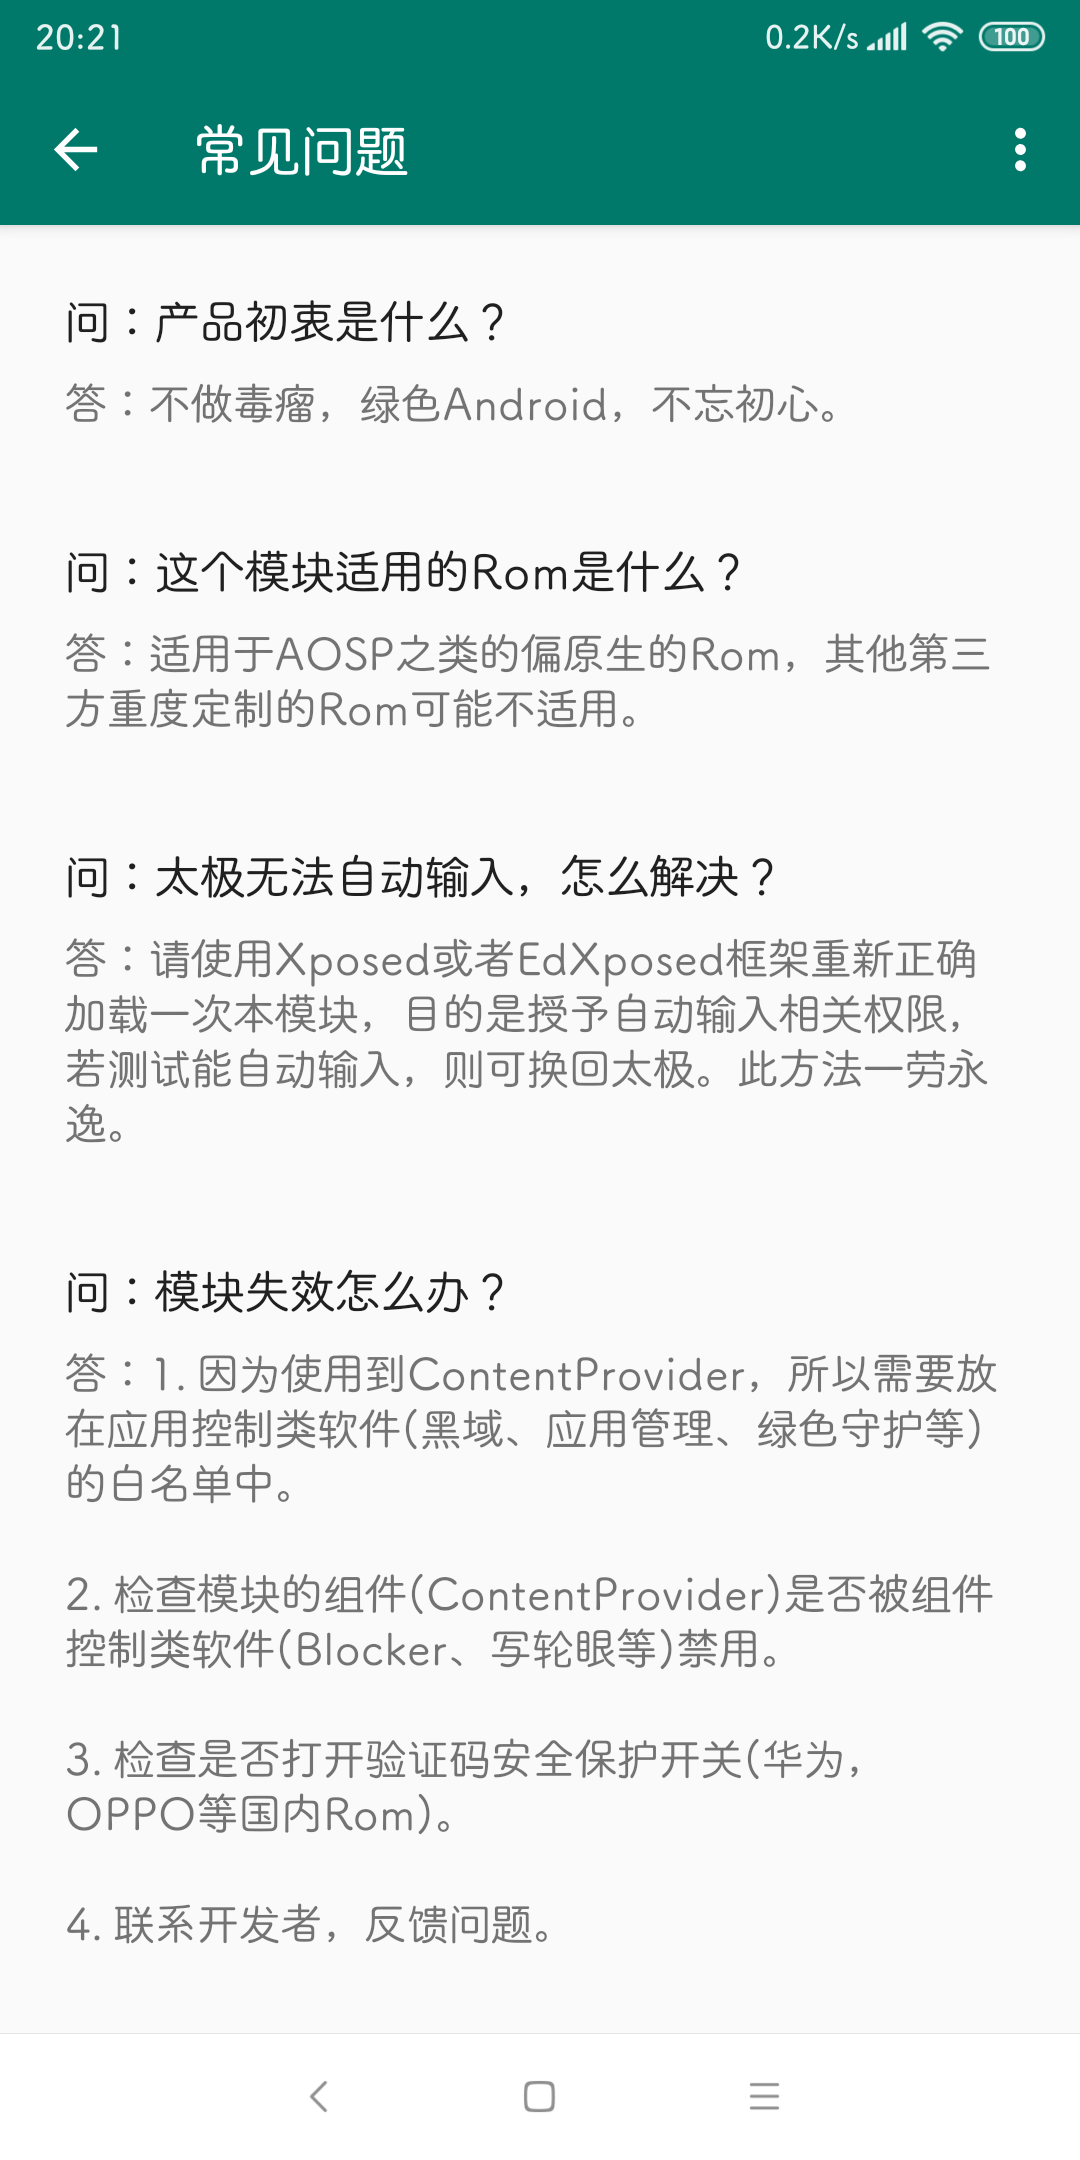 20:21
0.2K/s
100
常见问题
问：产品初衷是什么？
答：不做毒瘤，绿色Android，不忘初心。
问：这个模块适用的Rom是什么？
答：适用于AOSP之类的偏原生的Rom，其他第三
方重度定制的Rom可能不适用。
问：太极无法自动输入，怎么解决？
答：请使用Xposed或者EdXposed框架重新正确
加载一次本模块，目的是授予自动输入相关权限，
若测试能自动输入，则可换回太极。此方法一劳永
逸。
问：模块失效怎么办？
答：1. 因为使用到ContentProvider，所以需要放
在应用控制类软件(黑域、应用管理、绿色守护等)
的白名单中。
2. 检查模块的组件(ContentProvider)是否被组件
控制类软件(Blocker、写轮眼等)禁用。
3. 检查是否打开验证码安全保护开关(华为，
OPPO等国内Rom)。
4. 联系开发者，反馈问题。